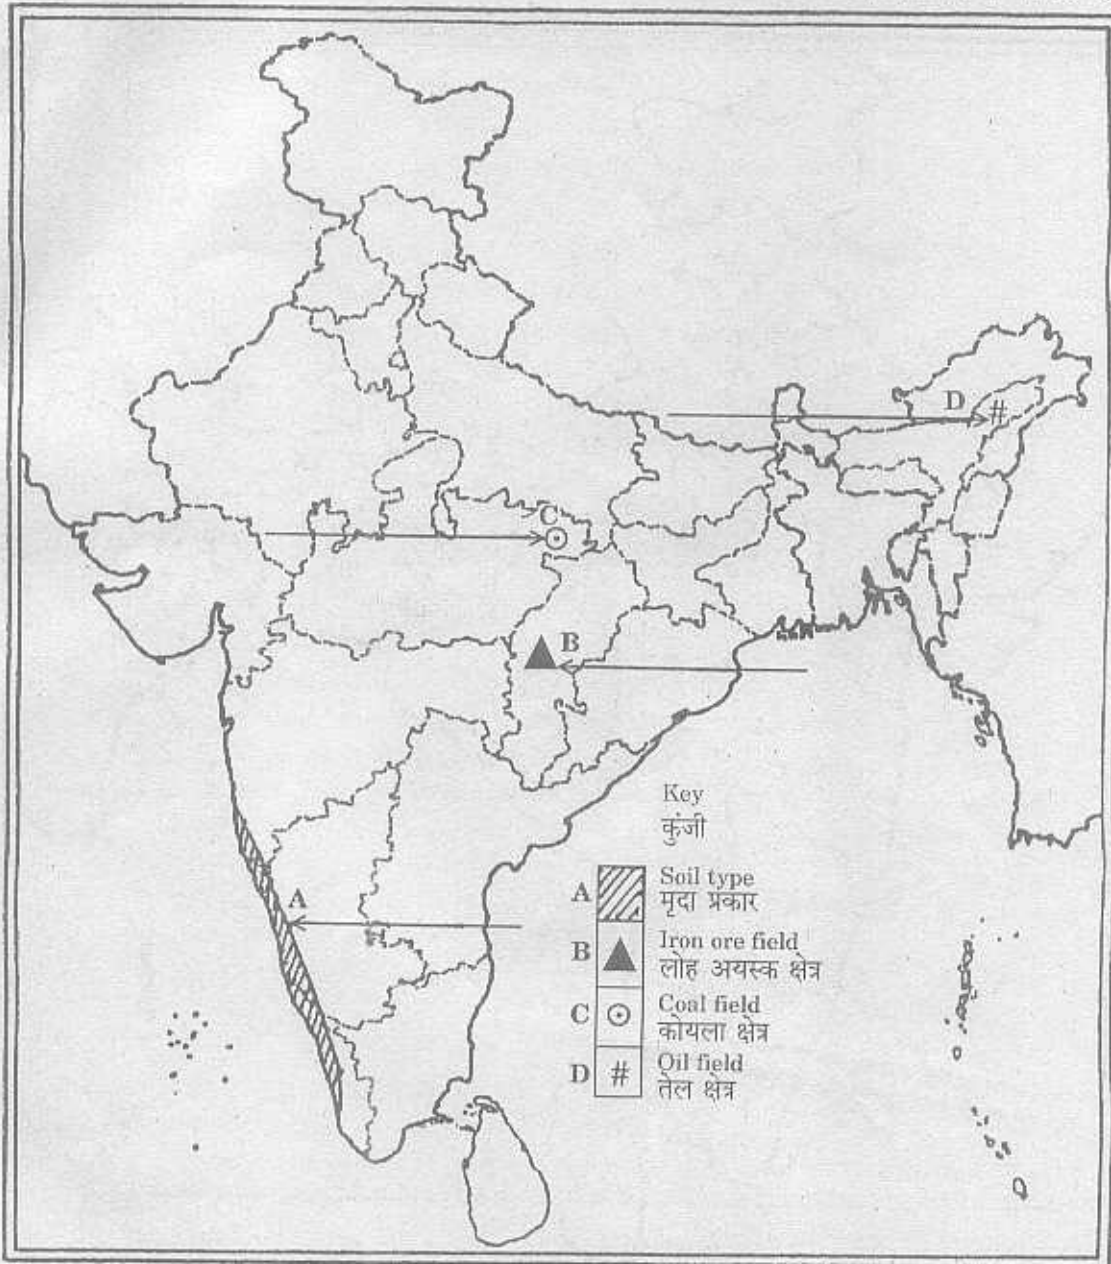 D
#
C
B
A
Key
कुंजी
A
Soil type
मृदा प्रकार
B
Iron ore field
लोह अयस्क क्षेत्र
C
Coal field
कोयला क्षेत्र
D
#
Oil field
तेल क्षेत्र